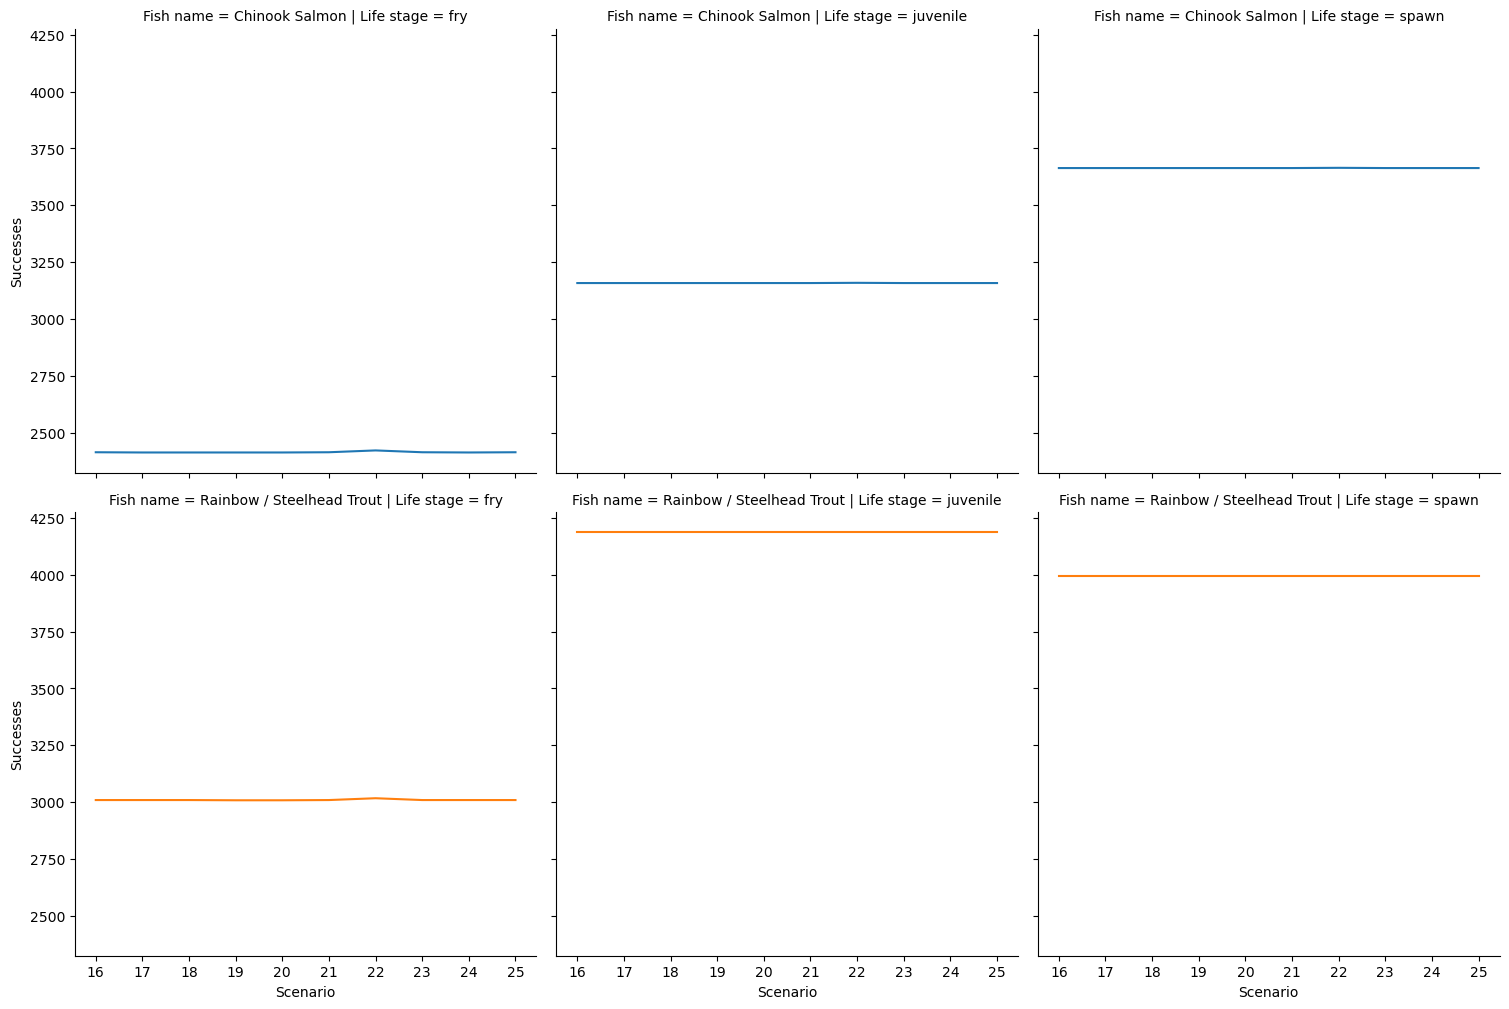 Fish name = Chinook Salmon | Life stage = fry
Fish name = Chinook Salmon | Life stage = juvenile
Fish name = Chinook Salmon | Life stage = spawn
4250
4000
3750
3500
3250
3000
2750
2500
Successes
Fish name = Rainbow / Steelhead Trout | Life stage = fry
Fish name = Rainbow / Steelhead Trout | Life stage = juvenile
Fish name = Rainbow / Steelhead Trout | Life stage = spawn
4250
4000
3750
3500
3250
3000
2750
2500
Successes
16 17 18 19 20 21 22 23 24 25
16 17 18 19 20 21 22 23 24 25
16 17 18 19 20 21 22 23 24 25
Scenario
Scenario
Scenario